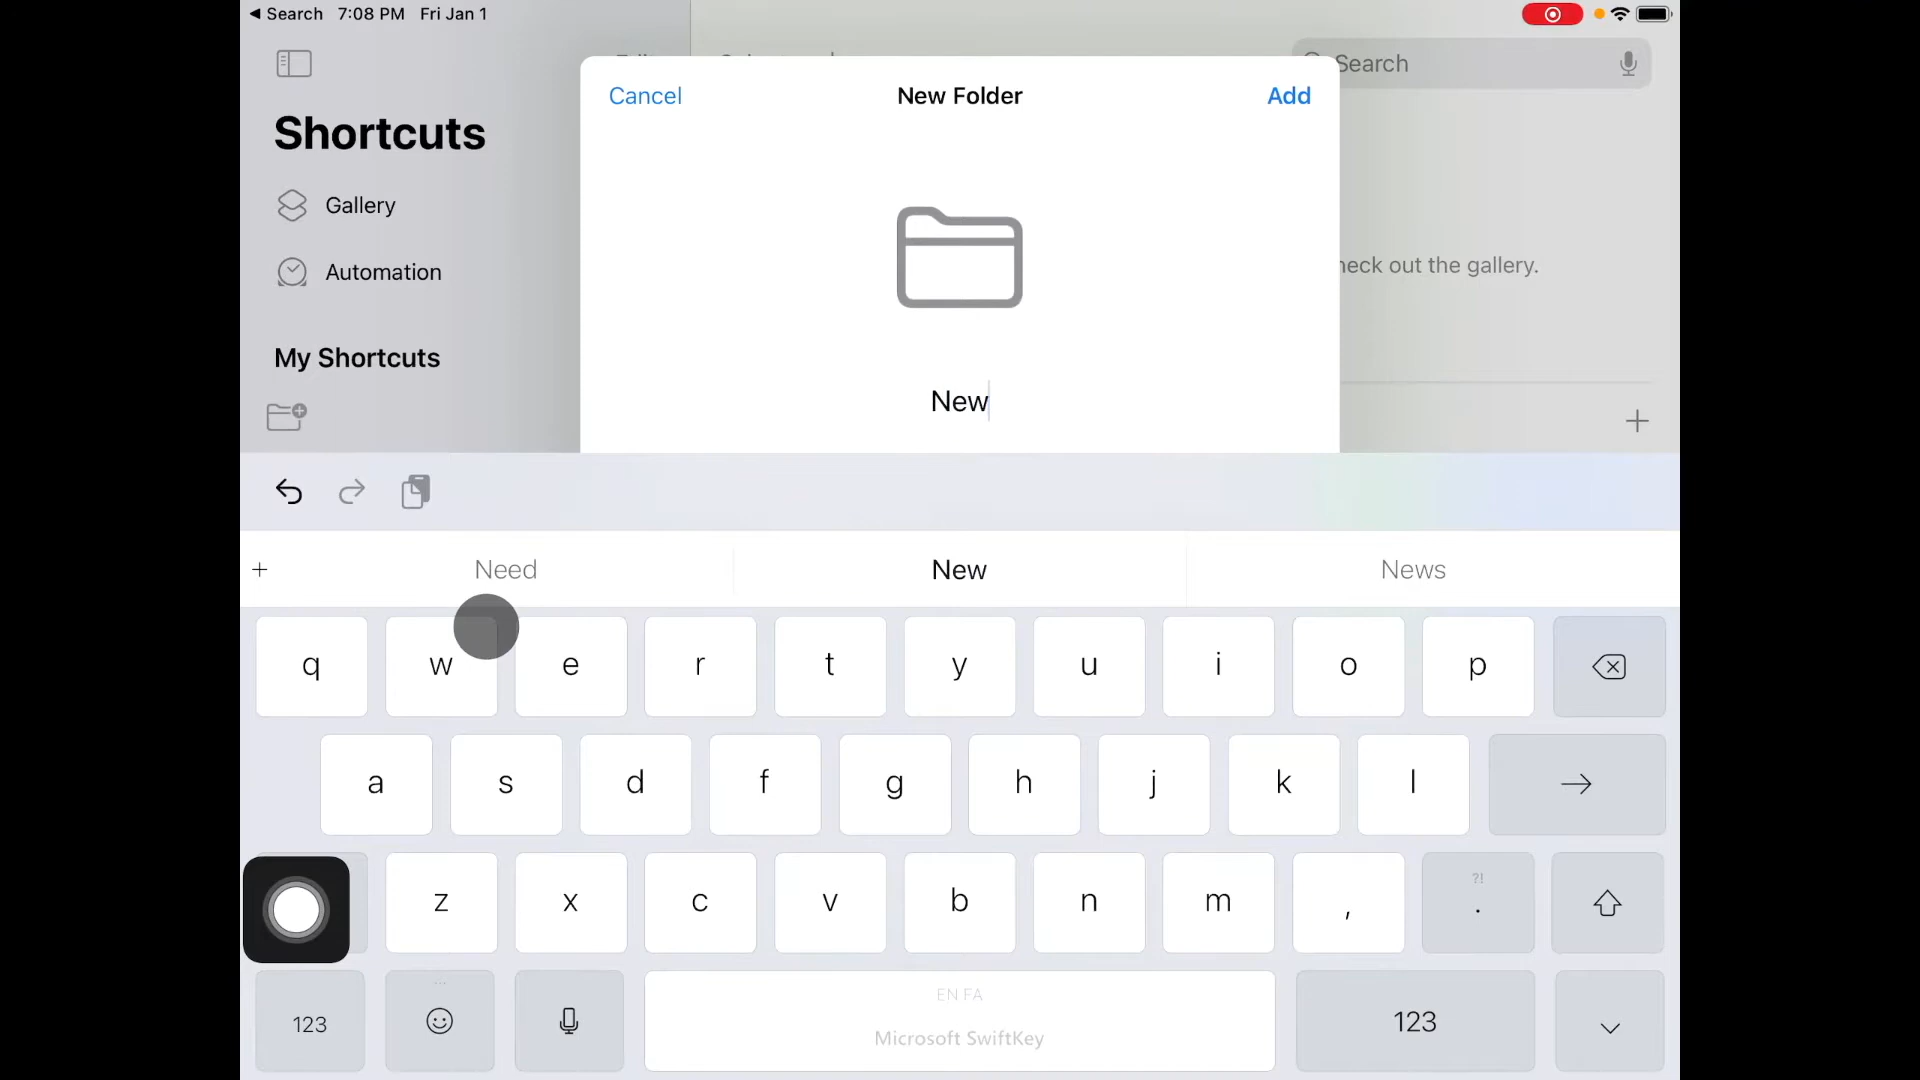 Search 7:08 PM Fri Jan 1
Shortcuts
Gallery
Automation
My Shortcuts
Cancel
New Folder
Add
New
Search
heck out the gallery.
+
Need
New
News
q w e r t y u i o p
a s d f g h j k l
z x c v b n m , ?! .
123
EN FA
Microsoft SwiftKey
123